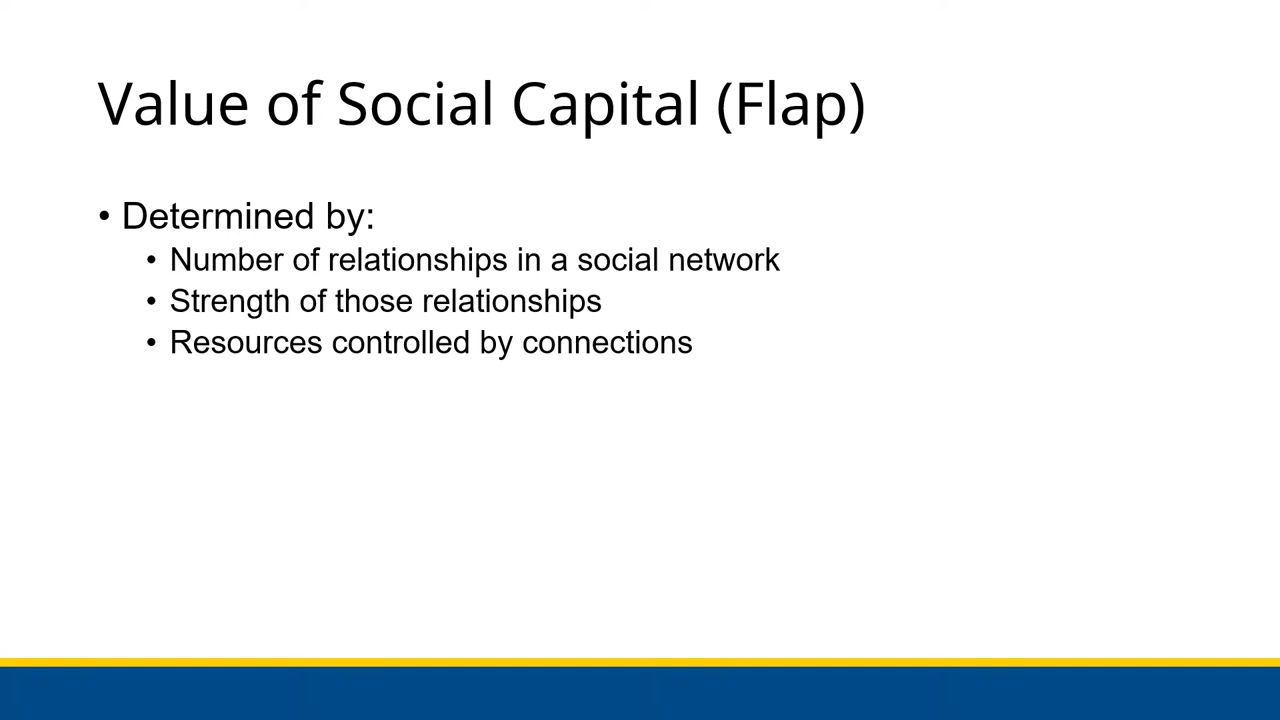 Value of Social Capital (Flap)
• Determined by:
• Number of relationships in a social network
• Strength of those relationships
• Resources controlled by connections